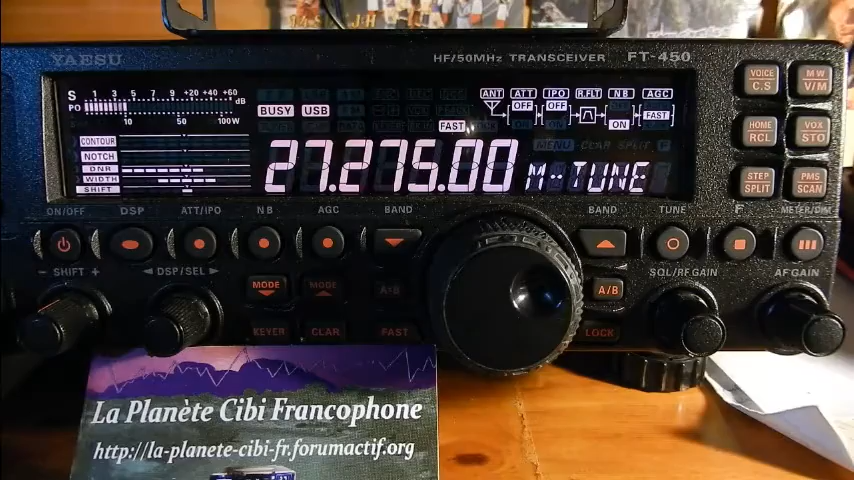 YAESU
HF/50MHz TRANSCEIVER FT-450
VOICE C.S
M W V/M
HOME RCL
VOX STO
STEP SPLIT
PMS SCAN
S 1 3 5 7 9 +20 +40 +60 dB
PO 10 50 100W
BUSY USB
FAST
ANT ATT IPO R.FLT N B AGC
OFF OFF FAST
ON
CONTOUR
NOTCH
DNR
WIDTH
SHIFT
MENU CLAR SPLIT F
27.275.00 M-TUNE
ON/OFF DSP ATT/IPO N B AGC BAND BAND TUNE F METER/DIM
– SHIFT + ◄ DSP/SEL ► MODE MODE A=B A/B SQL/RF GAIN AF GAIN
KEYER CLAR FAST LOCK
La Planète Cibi Francophone
http://la-planete-cibi-fr.forumactif.org